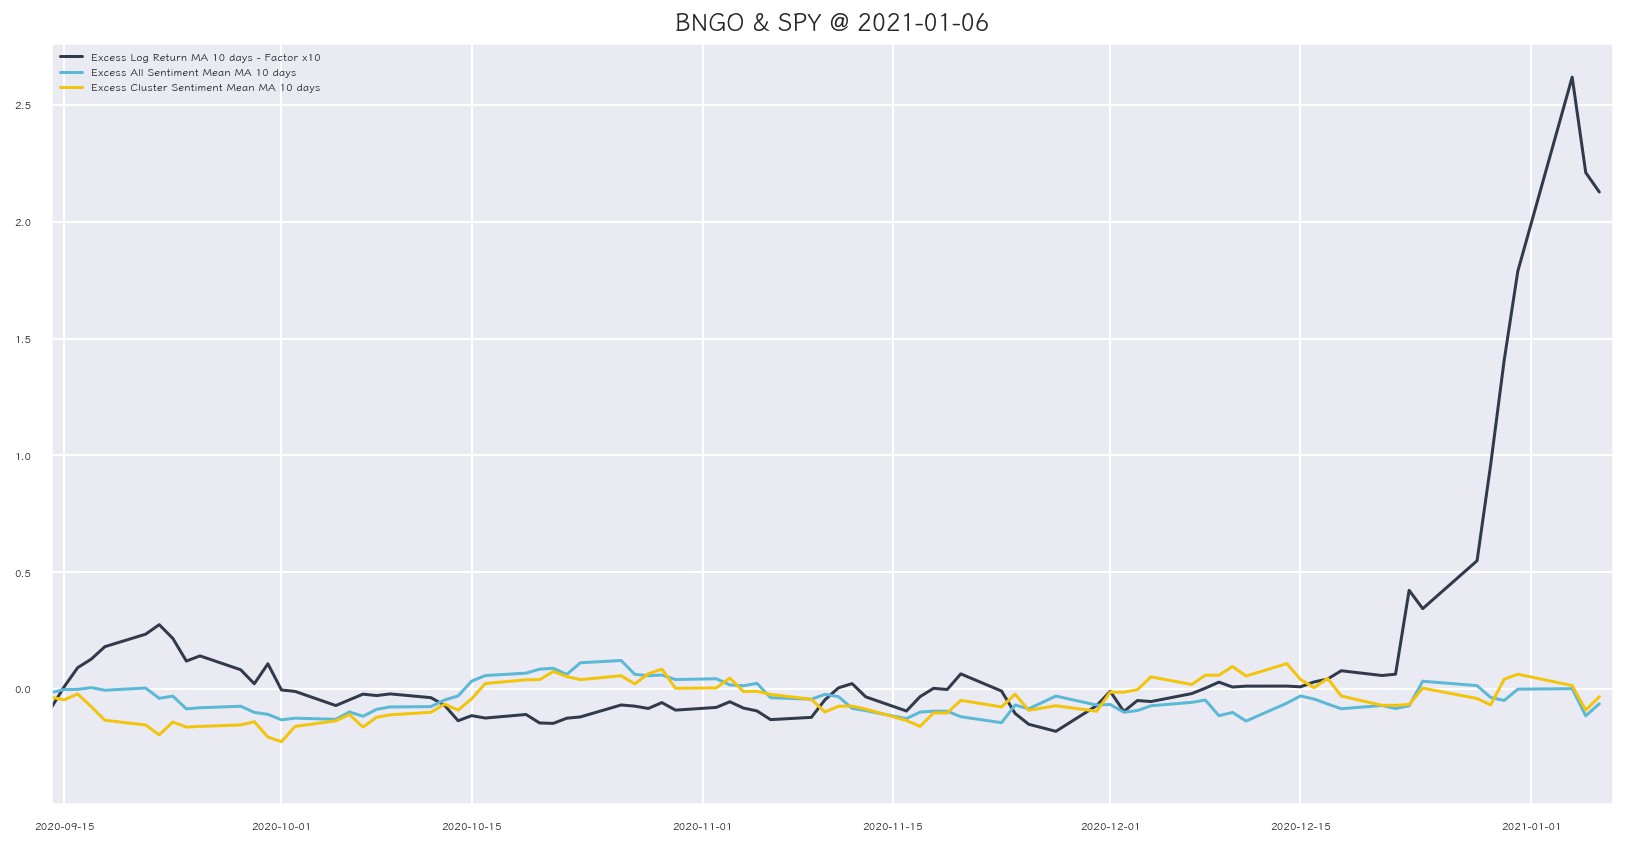 BNGO & SPY @ 2021-01-06
Excess Log Return MA 10 days - Factor x10
Excess All Sentiment Mean MA 10 days
Excess Cluster Sentiment Mean MA 10 days
2.5
2.0
1.5
1.0
0.5
0.0
2020-09-15 2020-10-01 2020-10-15 2020-11-01 2020-11-15 2020-12-01 2020-12-15 2021-01-01